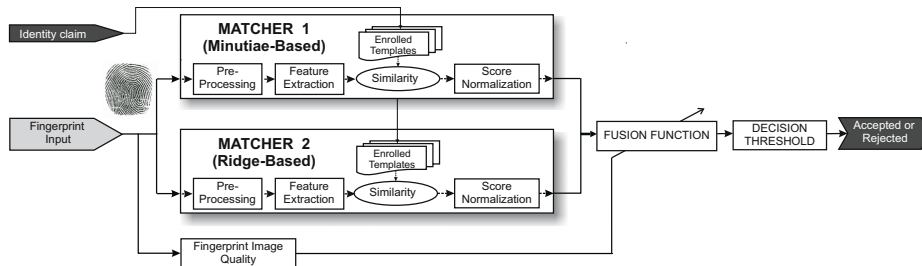 Identity claim
MATCHER 1
(Minutiae-Based)
Enrolled
Templates
Pre-
Processing
Feature
Extraction
Similarity
Score
Normalization
Fingerprint
Input
MATCHER 2
(Ridge-Based)
Enrolled
Templates
Pre-
Processing
Feature
Extraction
Similarity
Score
Normalization
FUSION FUNCTION
DECISION
THRESHOLD
Accepted or
Rejected
Fingerprint Image
Quality